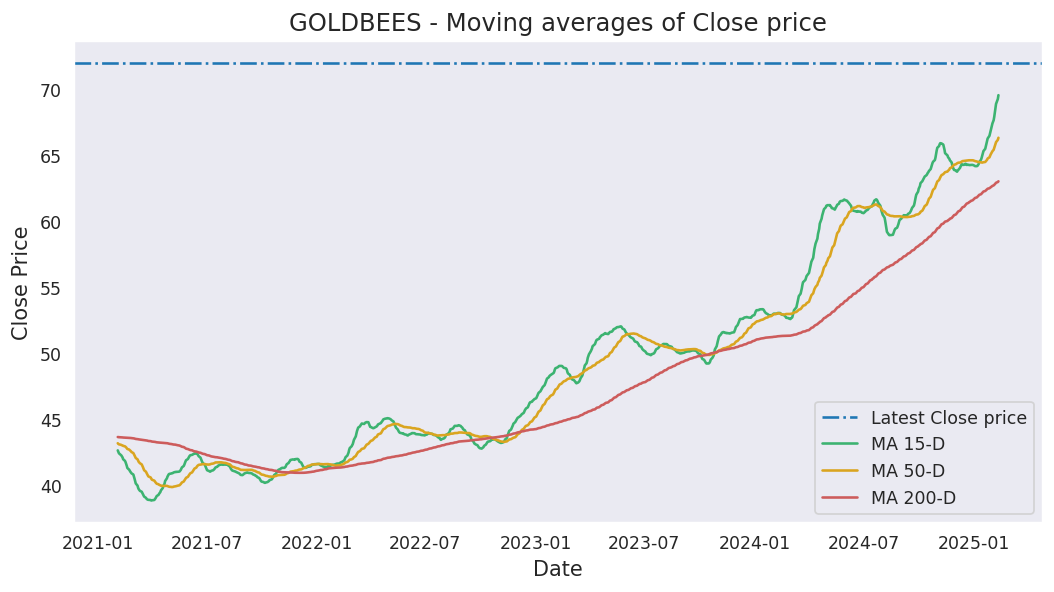 GOLDBEES - Moving averages of Close price
Close Price
70
65
60
55
50
45
40
Latest Close price
MA 15-D
MA 50-D
MA 200-D
2021-01 2021-07 2022-01 2022-07 2023-01 2023-07 2024-01 2024-07 2025-01
Date